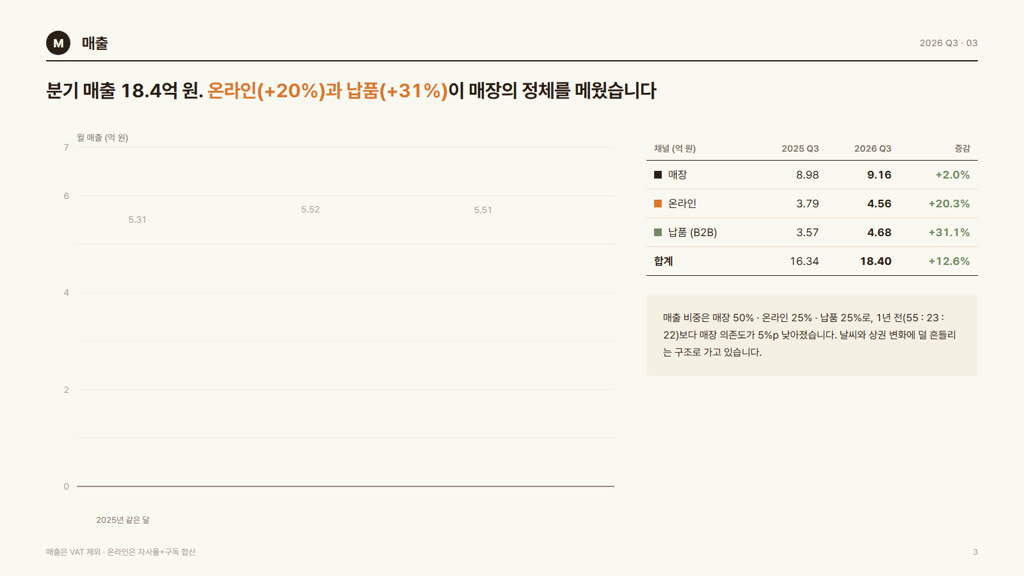 M 매출
2026 Q3 · 03
분기 매출 18.4억 원. 온라인(+20%)과 납품(+31%)이 매장의 정체를 메웠습니다
월 매출 (억 원)
7
6
5.31 5.52 5.51
4
2
0
2025년 같은 달
채널 (억 원) 2025 Q3 2026 Q3 증감
매장 8.98 9.16 +2.0%
온라인 3.79 4.56 +20.3%
납품 (B2B) 3.57 4.68 +31.1%
합계 16.34 18.40 +12.6%
매출 비중은 매장 50% · 온라인 25% · 납품 25%로, 1년 전(55 : 23 :
22)보다 매장 의존도가 5%p 낮아졌습니다. 날씨와 상권 변화에 덜 흔들리
는 구조로 가고 있습니다.
매출은 VAT 제외 · 온라인은 자사몰+구독 합산
3